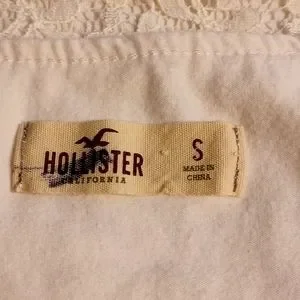 HOLLISTER
CALIFORNIA
S
MADE IN
CHINA